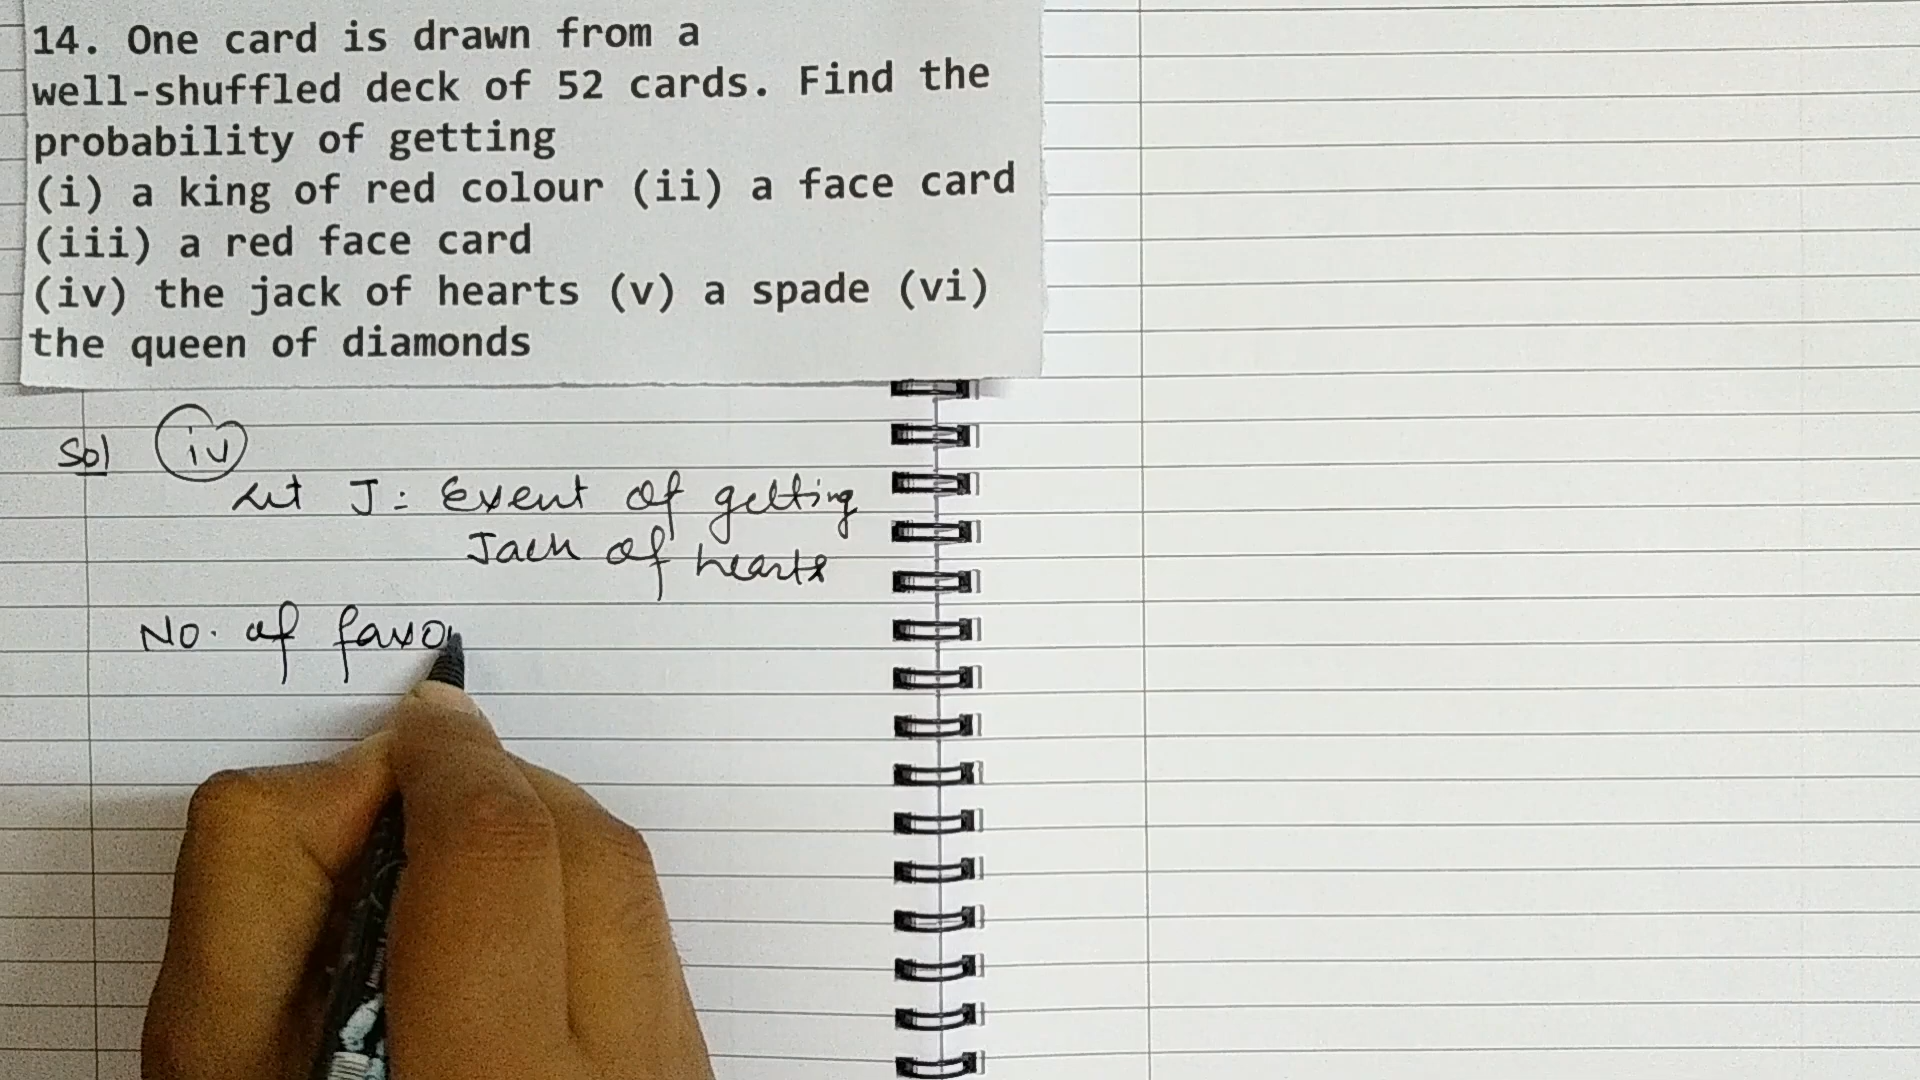 14. One card is drawn from a
well-shuffled deck of 52 cards. Find the
probability of getting
(i) a king of red colour (ii) a face card
(iii) a red face card
(iv) the jack of hearts (v) a spade (vi)
the queen of diamonds
Sol iv
Let J: Event of getting
Jack of hearts
No. of favo